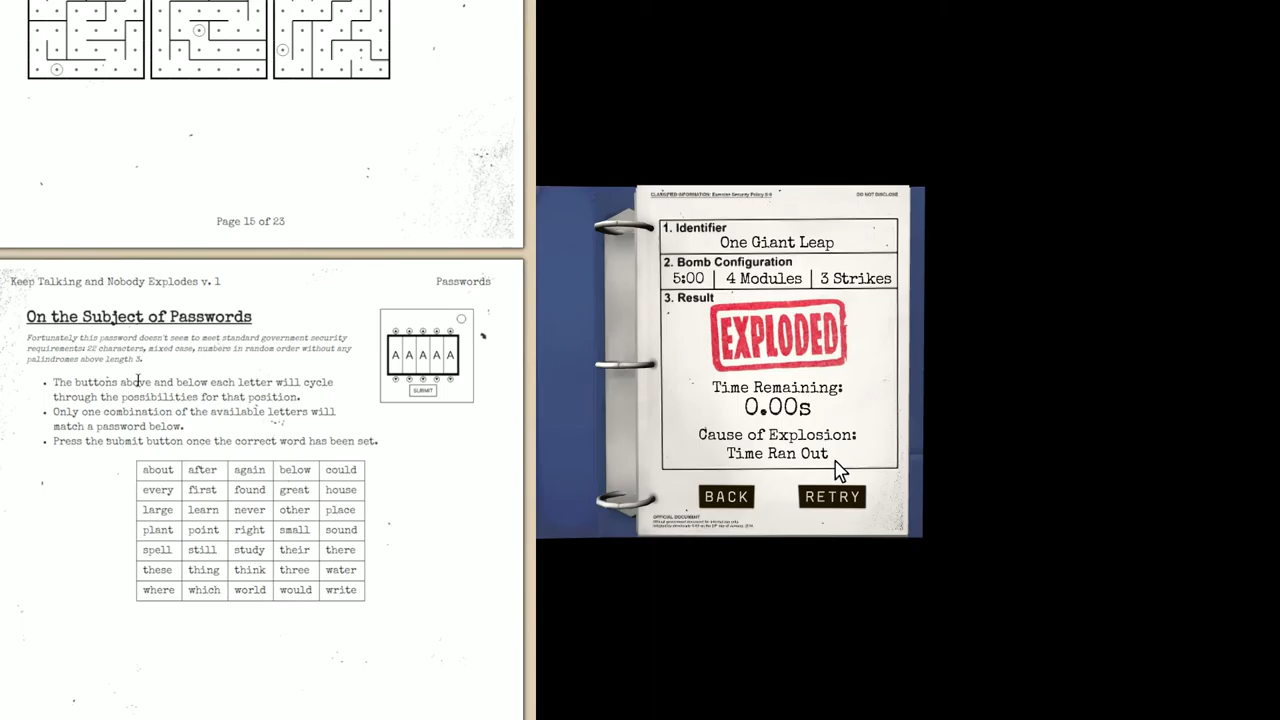 Page 15 of 23
Keep Talking and Nobody Explodes v. 1
Passwords
On the Subject of Passwords
Fortunately this password doesn't seem to meet standard government security
requirements: 22 characters, mixed case, numbers in random order without any
palindromes above length 3.
• The buttons above and below each letter will cycle
through the possibilities for that position.
• Only one combination of the available letters will
match a password below.
• Press the submit button once the correct word has been set.
A A A A A
SUBMIT
about after again below could
every first found great house
large learn never other place
plant point right small sound
spell still study their there
these thing think three water
where which world would write
CLASSIFIED INFORMATION: Exercise Security Policy
DO NOT DISCLOSE
1. Identifier
One Giant Leap
2. Bomb Configuration
5:00 4 Modules 3 Strikes
3. Result
EXPLODED
Time Remaining:
0.00s
Cause of Explosion:
Time Ran Out
BACK RETRY
OFFICIAL DOCUMENT